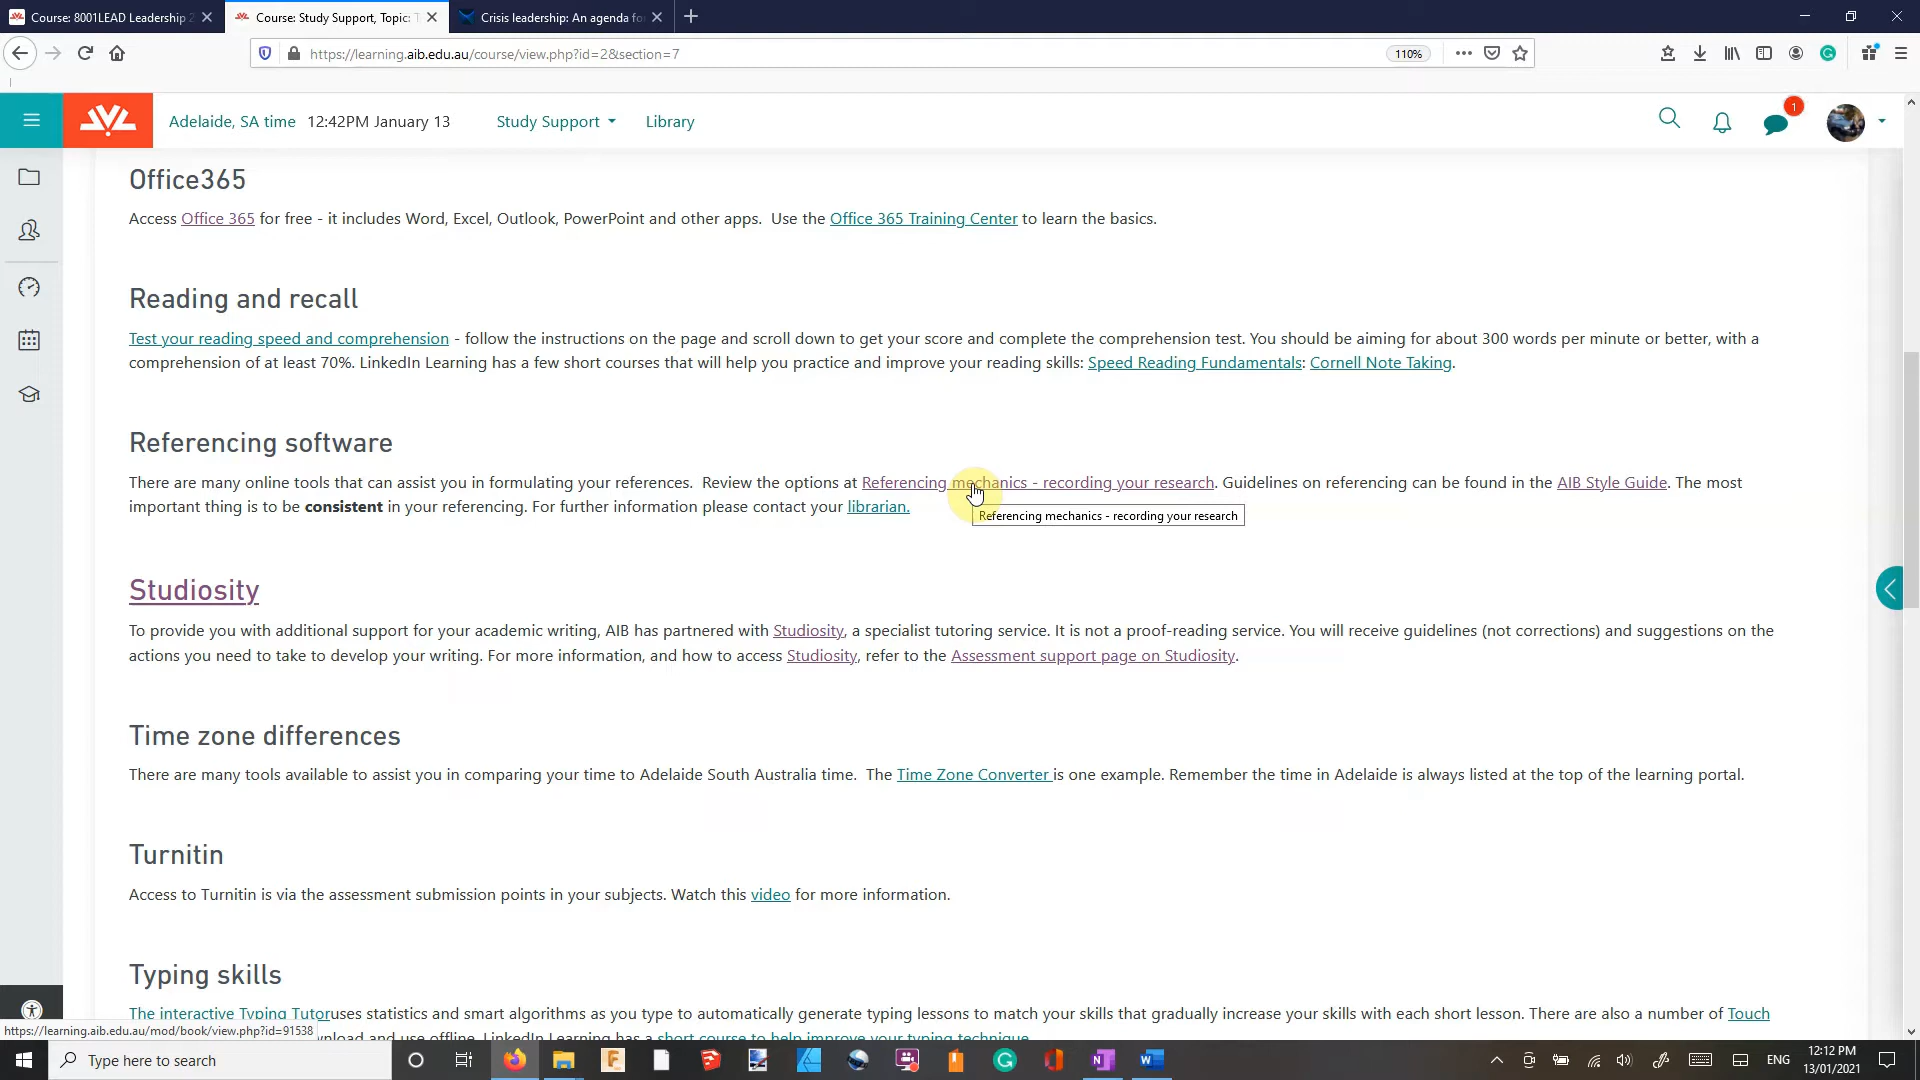 Course: 8001LEAD Leadership 2
Course: Study Support, Topic: T
Crisis leadership: An agenda fo
https://learning.aib.edu.au/course/view.php?id=2&section=7
110%
Adelaide, SA time 12:42PM January 13
Study Support
Library
1
Office365
Access Office 365 for free - it includes Word, Excel, Outlook, PowerPoint and other apps. Use the Office 365 Training Center to learn the basics.
Reading and recall
Test your reading speed and comprehension - follow the instructions on the page and scroll down to get your score and complete the comprehension test. You should be aiming for about 300 words per minute or better, with a
comprehension of at least 70%. LinkedIn Learning has a few short courses that will help you practice and improve your reading skills: Speed Reading Fundamentals: Cornell Note Taking.
Referencing software
There are many online tools that can assist you in formulating your references. Review the options at Referencing mechanics - recording your research. Guidelines on referencing can be found in the AIB Style Guide. The most
important thing is to be consistent in your referencing. For further information please contact your librarian.
Referencing mechanics - recording your research
Studiosity
To provide you with additional support for your academic writing, AIB has partnered with Studiosity, a specialist tutoring service. It is not a proof-reading service. You will receive guidelines (not corrections) and suggestions on the
actions you need to take to develop your writing. For more information, and how to access Studiosity, refer to the Assessment support page on Studiosity.
Time zone differences
There are many tools available to assist you in comparing your time to Adelaide South Australia time. The Time Zone Converter is one example. Remember the time in Adelaide is always listed at the top of the learning portal.
Turnitin
Access to Turnitin is via the assessment submission points in your subjects. Watch this video for more information.
Typing skills
The interactive Typing Tutoruses statistics and smart algorithms as you type to automatically generate typing lessons to match your skills that gradually increase your skills with each short lesson. There are also a number of Touch
https://learning.aib.edu.au/mod/book/view.php?id=91538
and use offline. LinkedIn Learning has a short course to help improve your typing technique.
Type here to search
ENG
12:12 PM
13/01/2021